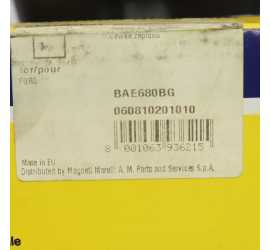 for/pour
FORD
BAE680BG
060810201010
8 001063 936215
Made in EU
Distributed by Magneti Marelli A. M. Parts and Services S.p.A.